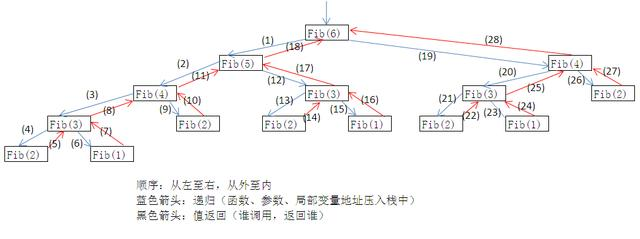 Fib(6)
(1)
(18)
(28)
(19)
(2)
Fib(5)
Fib(4)
(11)
(17)
(12)
(20)
(25)
(27)
(26)
(3)
Fib(4)
Fib(3)
Fib(3)
Fib(2)
(10)
(9)
(8)
(13)
(16)
(15)
(14)
(21)
(22)
(23)
(24)
Fib(3)
Fib(2)
Fib(2)
Fib(1)
Fib(2)
Fib(1)
(4)
(5)
(6)
(7)
Fib(2)
Fib(1)
顺序：从左至右，从外至内
蓝色箭头：递归（函数、参数、局部变量地址压入栈中）
黑色箭头：值返回（谁调用，返回谁）